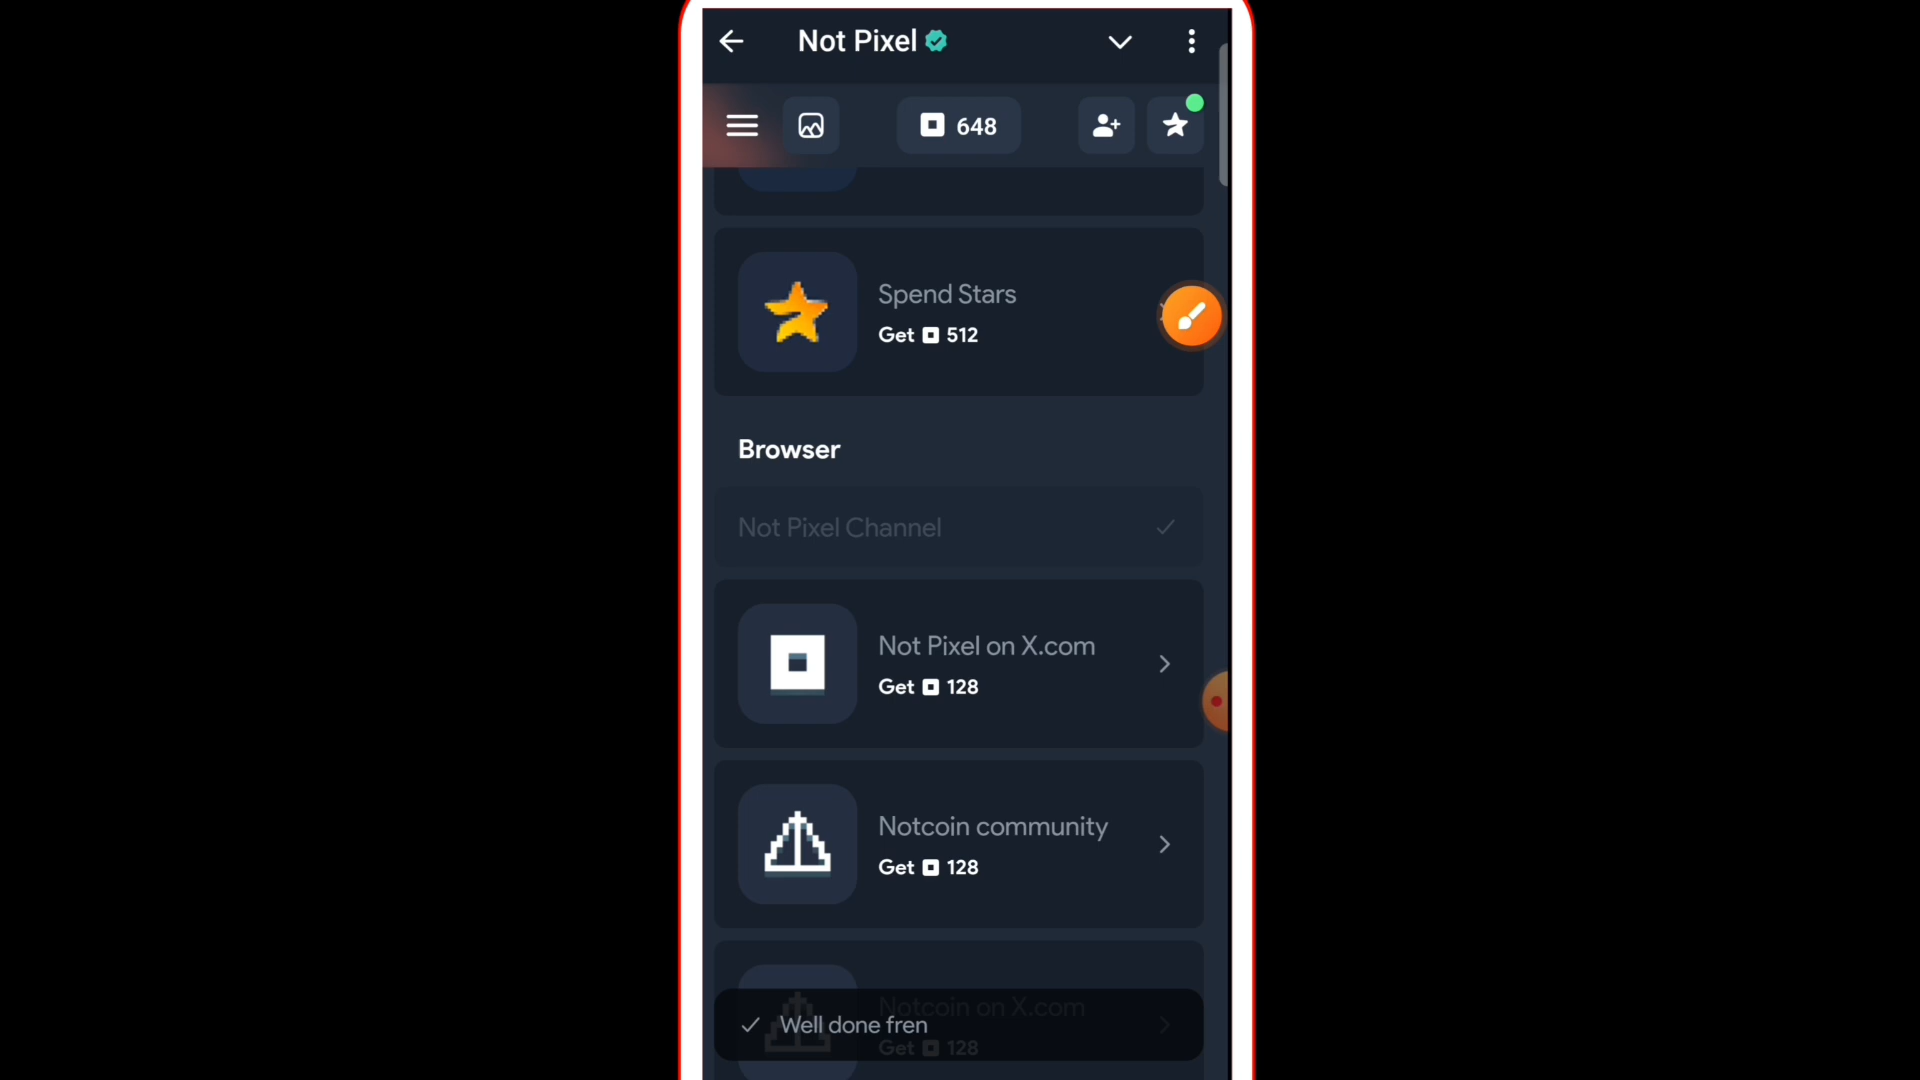 Not Pixel
648
Spend Stars
Get 512
Browser
Not Pixel Channel
Not Pixel on X.com
Get 128
Notcoin community
Get 128
Notcoin on X.com
Well done fren
Get 128